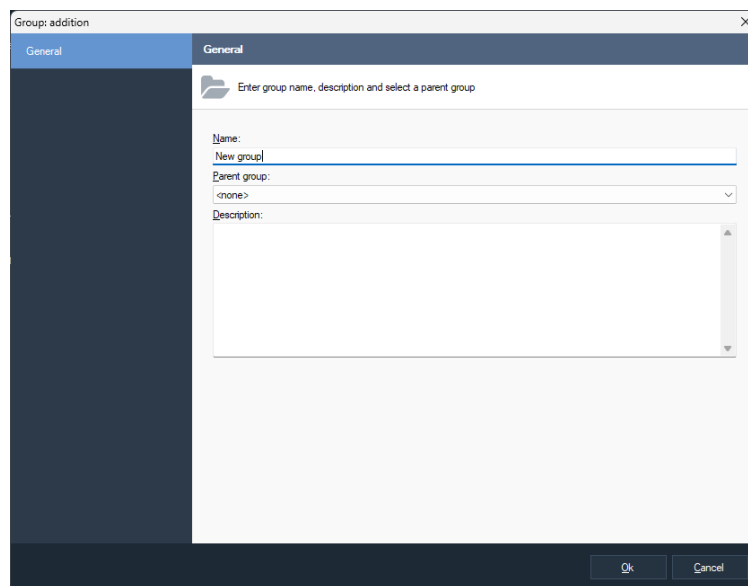 Group: addition
General
General
Enter group name, description and select a parent group
Name:
New group
Parent group:
<none>
Description:
Ok
Cancel